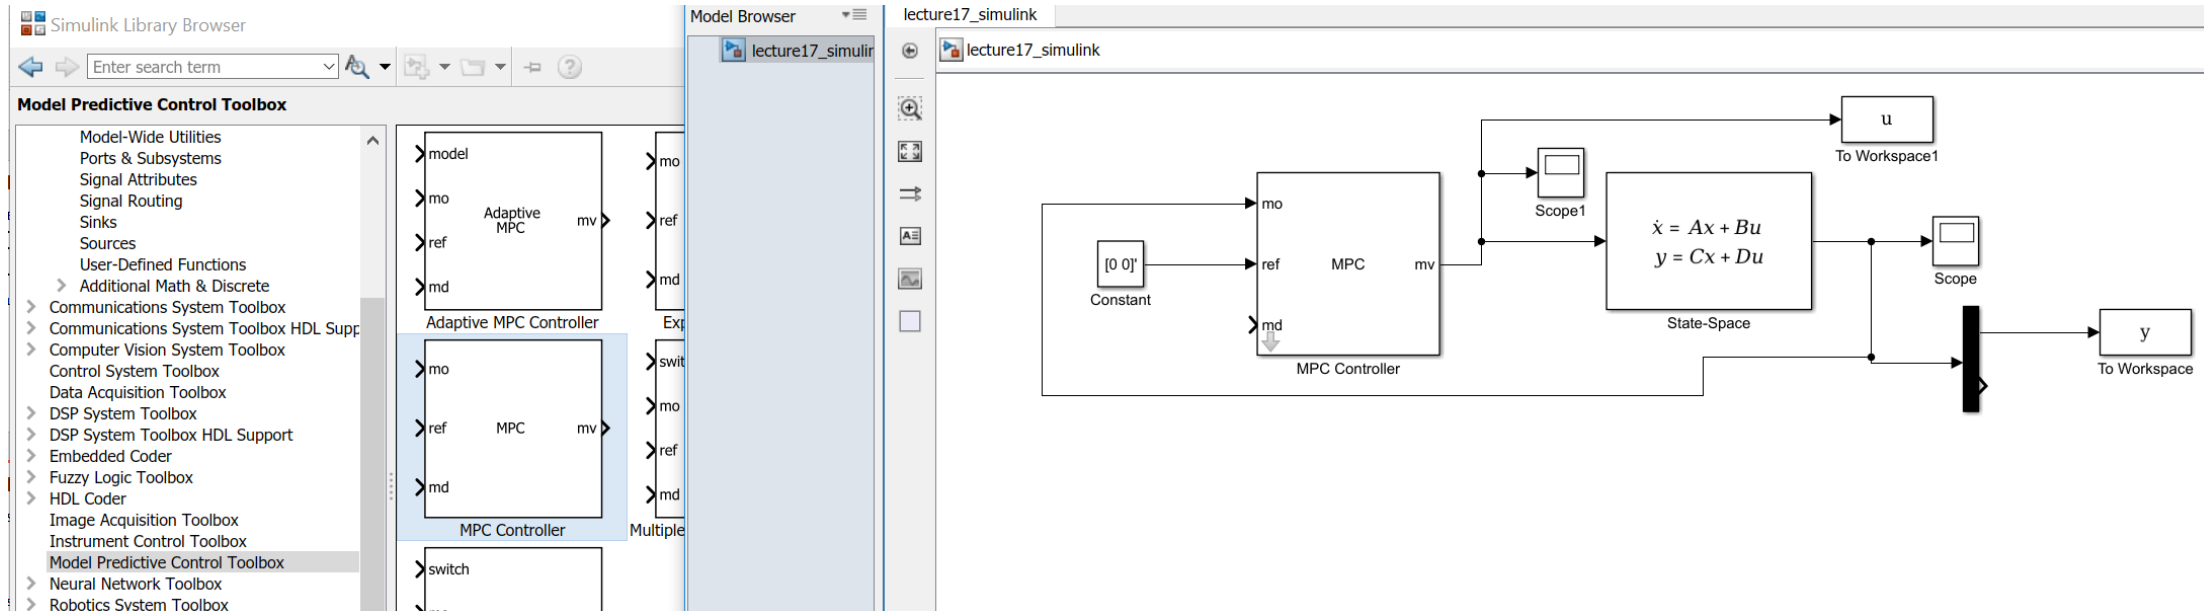 Simulink Library Browser
Enter search term
Model Predictive Control Toolbox
Model-Wide Utilities
Ports & Subsystems
Signal Attributes
Signal Routing
Sinks
Sources
User-Defined Functions
Additional Math & Discrete
Communications System Toolbox
Communications System Toolbox HDL Supp
Computer Vision System Toolbox
Control System Toolbox
Data Acquisition Toolbox
DSP System Toolbox
DSP System Toolbox HDL Support
Embedded Coder
Fuzzy Logic Toolbox
HDL Coder
Image Acquisition Toolbox
Instrument Control Toolbox
Model Predictive Control Toolbox
Neural Network Toolbox
Robotics System Toolbox
model
mo
ref
md
Adaptive
MPC
mv
Adaptive MPC Controller
mo
ref
md
Exp
mo
ref
md
MPC
mv
MPC Controller
swit
mo
ref
md
Multiple
switch
Model Browser
lecture17_simulin
lecture17_simulink
lecture17_simulink
[0 0]'
Constant
mo
ref
md
MPC
mv
MPC Controller
Scope1
u
To Workspace1
ẋ = Ax + Bu
y = Cx + Du
State-Space
Scope
y
To Workspace